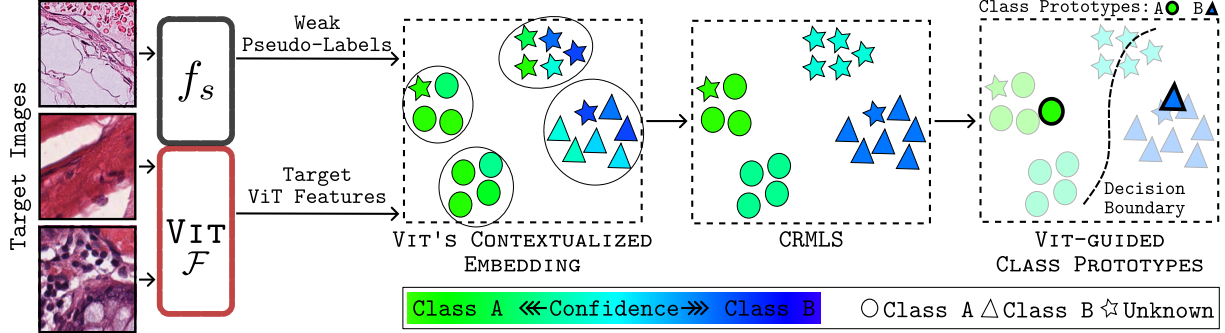 Class Prototypes: A B
Target Images
fs
VIT
F
Weak
Pseudo-Labels
Target
ViT Features
VIT'S CONTEXTUALIZED
EMBEDDING
CRMLS
Decision
Boundary
VIT-GUIDED
CLASS PROTOTYPES
Class A Confidence Class B
Class A Class B Unknown